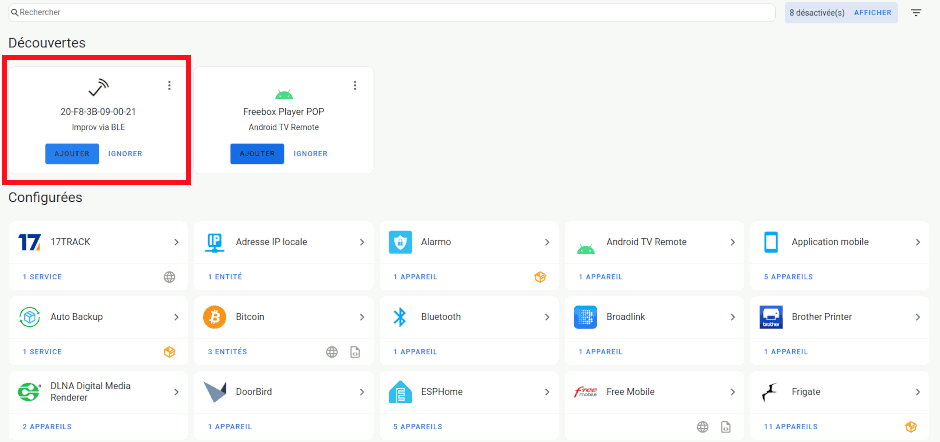 Rechercher
8 désactivée(s) AFFICHER
Découvertes
20-F8-3B-09-00-21
Improv via BLE
AJOUTER IGNORER
Freebox Player POP
Android TV Remote
AJOUTER IGNORER
Configurées
17 17TRACK
1 SERVICE
IP Adresse IP locale
1 ENTITÉ
Alarmo
1 APPAREIL
Android TV Remote
1 APPAREIL
Application mobile
5 APPAREILS
Auto Backup
1 SERVICE
Bitcoin
3 ENTITÉS
Bluetooth
1 APPAREIL
Broadlink
1 APPAREIL
brother Brother Printer
1 APPAREIL
DLNA Digital Media
Renderer
2 APPAREILS
DoorBird
1 APPAREIL
ESPHome
5 APPAREILS
free
mobile
Free Mobile
Frigate
11 APPAREILS